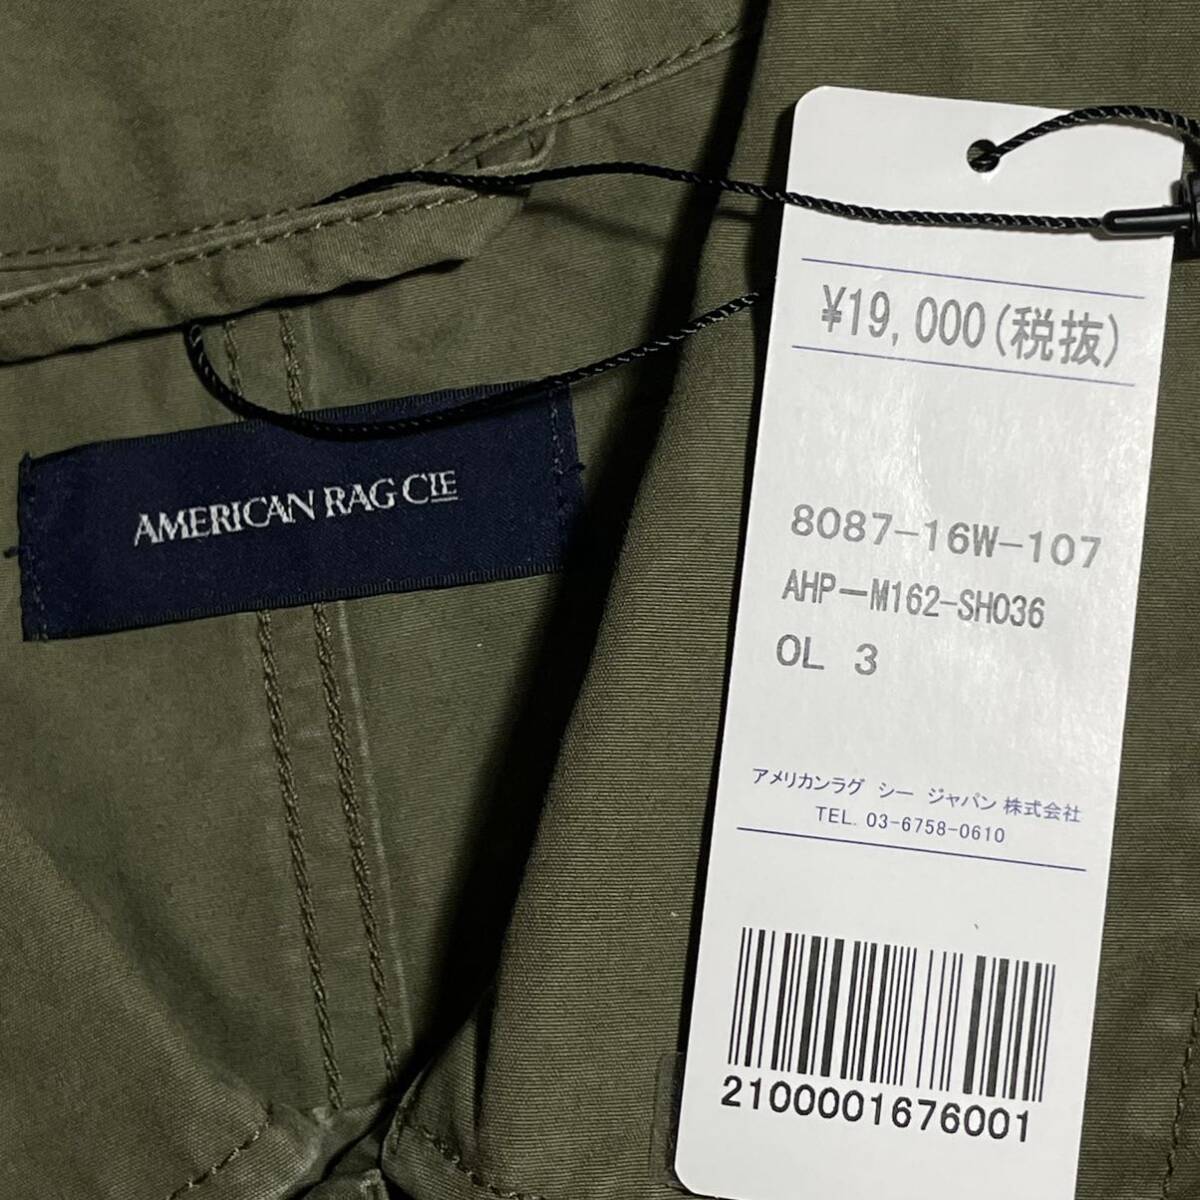 AMERICAN RAG CIE
¥19,000(税抜)
8087-16W-107
AHP-M162-SH036
OL 3
アメリカンラグ シー ジャパン 株式会社
TEL. 03-6758-0610
2100001676001